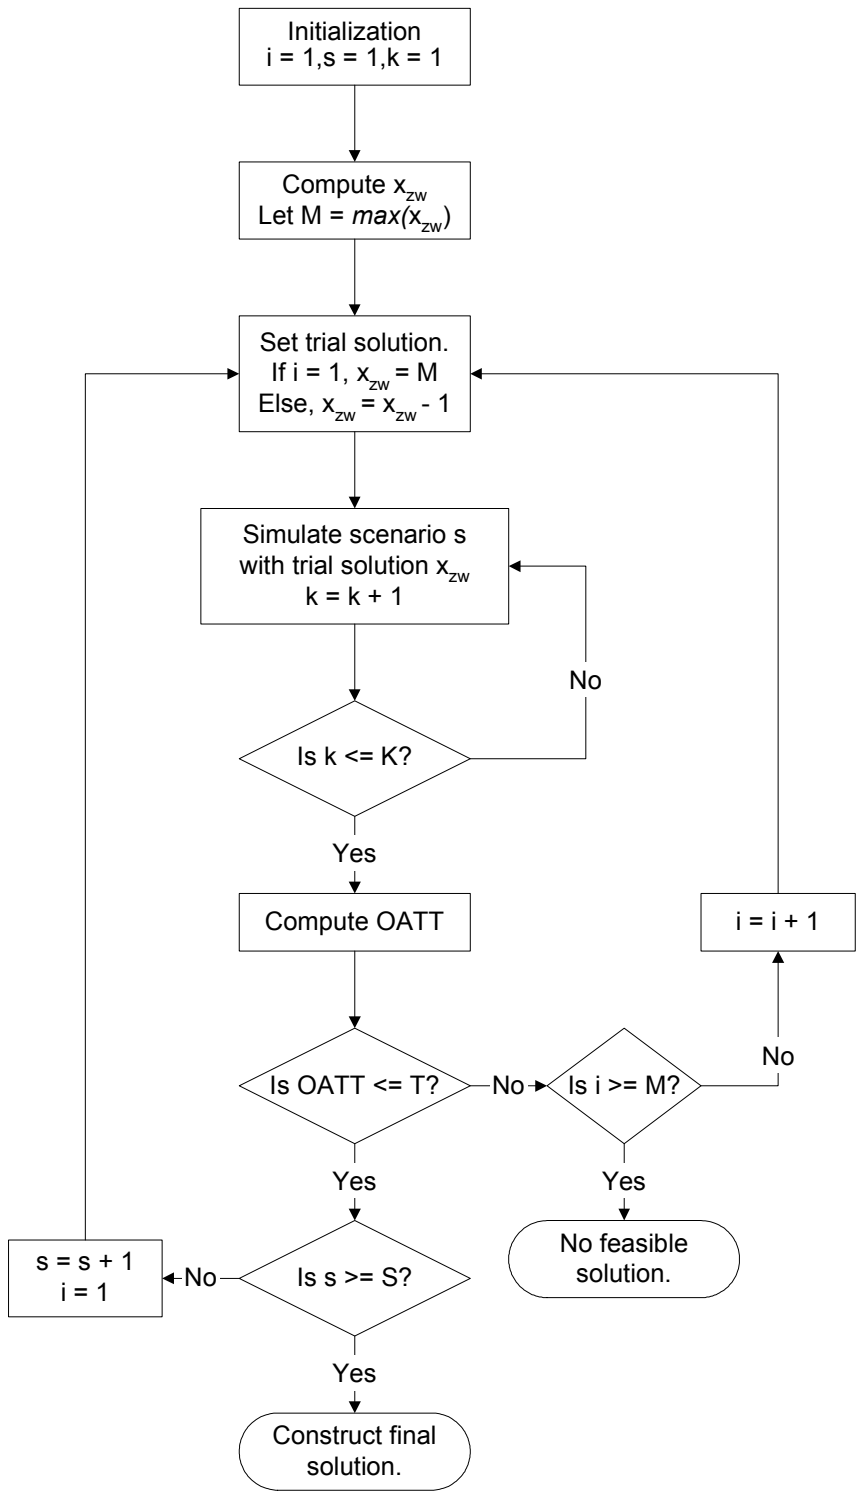 Initialization
i = 1,s = 1,k = 1
Compute x_zw
Let M = max(x_zw)
Set trial solution.
If i = 1, x_zw = M
Else, x_zw = x_zw - 1
Simulate scenario s
with trial solution x_zw
k = k + 1
No
Is k <= K?
Yes
Compute OATT
i = i + 1
No
Is OATT <= T?
No
Is i >= M?
Yes
Yes
No feasible
solution.
s = s + 1
i = 1
No
Is s >= S?
Yes
Construct final
solution.